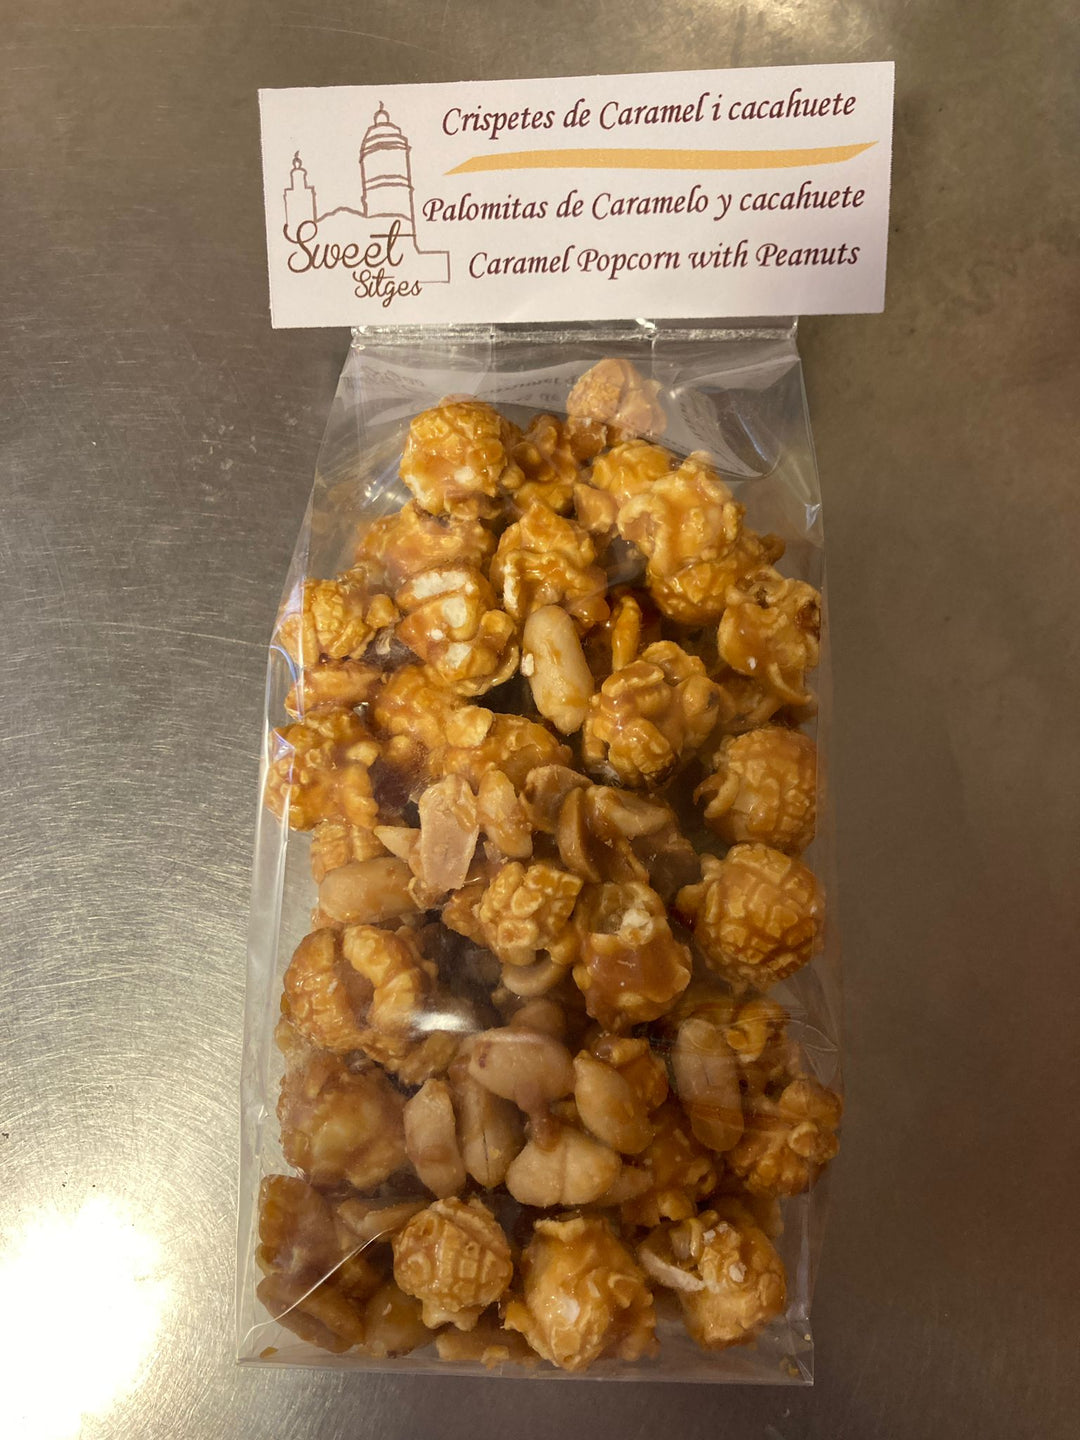 Crispetes de Caramel i cacahuete
Palomitas de Caramelo y cacahuete
Caramel Popcorn with Peanuts
Sweet
Sitges